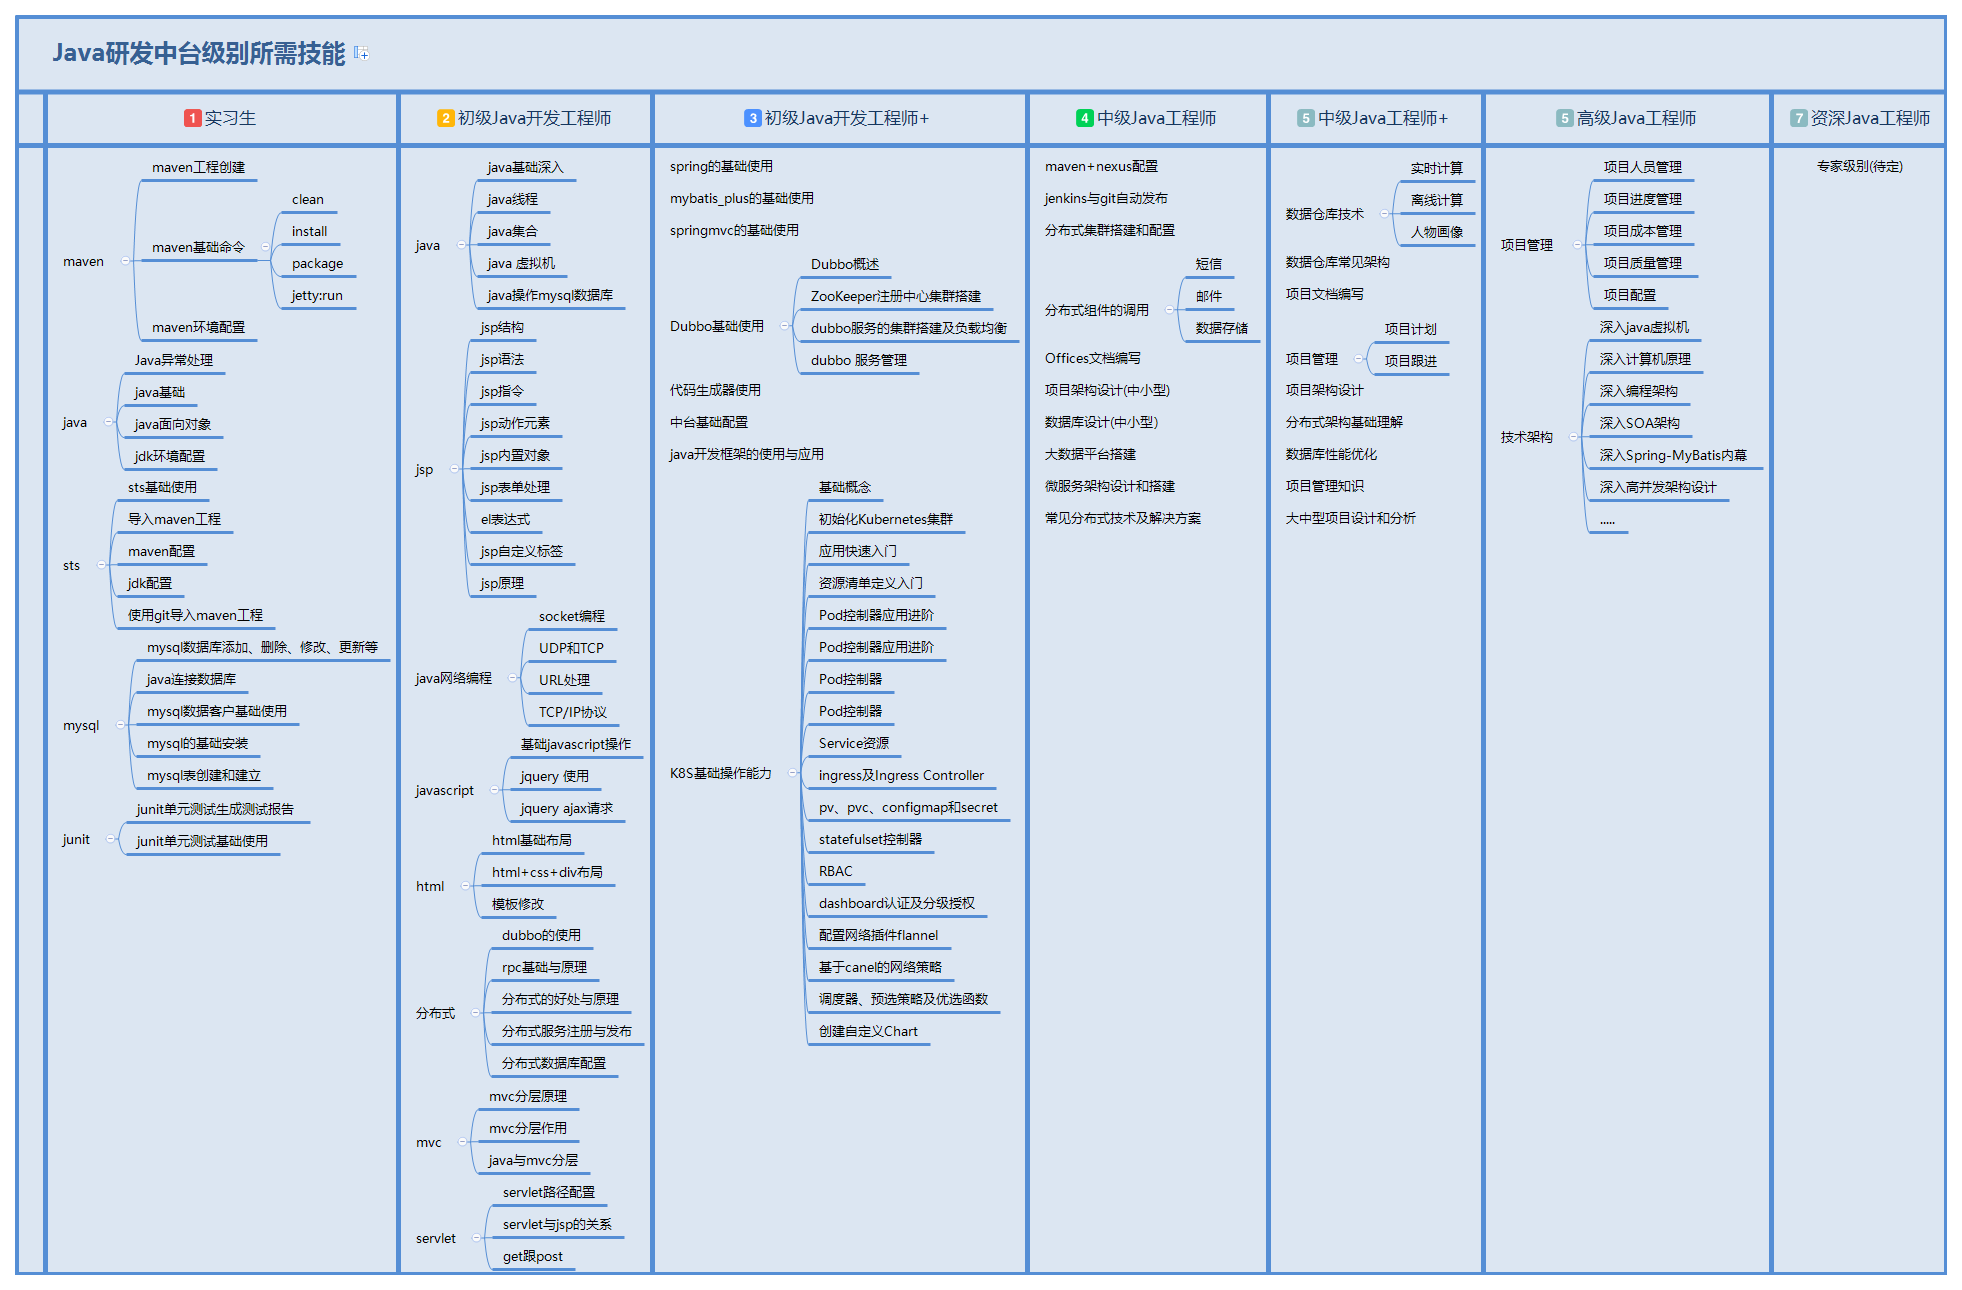 Java研发中台级别所需技能
1 实习生
2 初级Java开发工程师
3 初级Java开发工程师+
4 中级Java工程师
5 中级Java工程师+
5 高级Java工程师
7 资深Java工程师
maven
maven工程创建
maven基础命令
clean
install
package
jetty:run
maven环境配置
java
Java异常处理
java基础
java面向对象
jdk环境配置
sts
sts基础使用
导入maven工程
maven配置
jdk配置
使用git导入maven工程
mysql
mysql数据库添加、删除、修改、更新等
java连接数据库
mysql数据客户基础使用
mysql的基础安装
mysql表创建和建立
junit
junit单元测试生成测试报告
junit单元测试基础使用
java
java基础深入
java线程
java集合
java 虚拟机
java操作mysql数据库
jsp
jsp结构
jsp语法
jsp指令
jsp动作元素
jsp内置对象
jsp表单处理
el表达式
jsp自定义标签
jsp原理
java网络编程
socket编程
UDP和TCP
URL处理
TCP/IP协议
javascript
基础javascript操作
jquery 使用
jquery ajax请求
html
html基础布局
html+css+div布局
模板修改
分布式
dubbo的使用
rpc基础与原理
分布式的好处与原理
分布式服务注册与发布
分布式数据库配置
mvc
mvc分层原理
mvc分层作用
java与mvc分层
servlet
servlet路径配置
servlet与jsp的关系
get跟post
spring的基础使用
mybatis_plus的基础使用
springmvc的基础使用
Dubbo基础使用
Dubbo概述
ZooKeeper注册中心集群搭建
dubbo服务的集群搭建及负载均衡
dubbo 服务管理
代码生成器使用
中台基础配置
java开发框架的使用与应用
K8S基础操作能力
基础概念
初始化Kubernetes集群
应用快速入门
资源清单定义入门
Pod控制器应用进阶
Pod控制器应用进阶
Pod控制器
Pod控制器
Service资源
ingress及Ingress Controller
pv、pvc、configmap和secret
statefulset控制器
RBAC
dashboard认证及分级授权
配置网络插件flannel
基于canel的网络策略
调度器、预选策略及优选函数
创建自定义Chart
maven+nexus配置
jenkins与git自动发布
分布式集群搭建和配置
分布式组件的调用
短信
邮件
数据存储
Offices文档编写
项目架构设计(中小型)
数据库设计(中小型)
大数据平台搭建
微服务架构设计和搭建
常见分布式技术及解决方案
数据仓库技术
实时计算
离线计算
人物画像
数据仓库常见架构
项目文档编写
项目管理
项目计划
项目跟进
项目架构设计
分布式架构基础理解
数据库性能优化
项目管理知识
大中型项目设计和分析
项目管理
项目人员管理
项目进度管理
项目成本管理
项目质量管理
项目配置
技术架构
深入java虚拟机
深入计算机原理
深入编程架构
深入SOA架构
深入Spring-MyBatis内幕
深入高并发架构设计
.....
专家级别(待定)